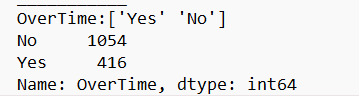 OverTime:['Yes' 'No']
No 1054
Yes 416
Name: OverTime, dtype: int64